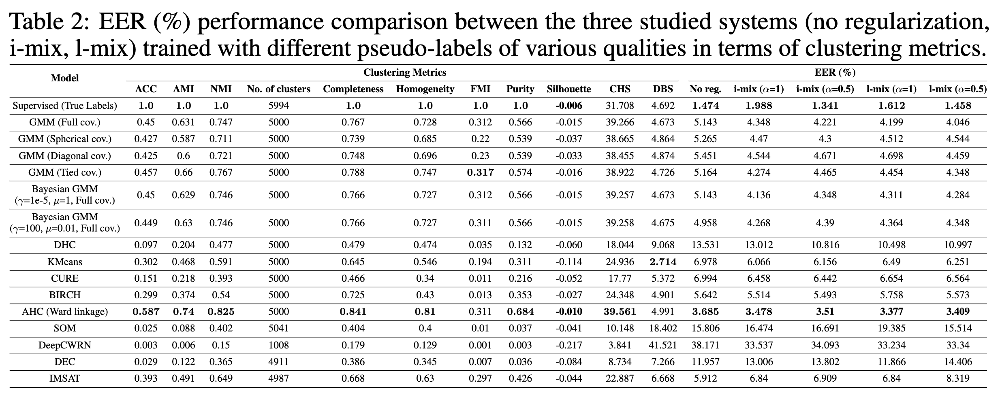 Table 2: EER (%) performance comparison between the three studied systems (no regularization,
i-mix, l-mix) trained with different pseudo-labels of various qualities in terms of clustering metrics.
Model Clustering Metrics EER (%)
ACC AMI NMI No. of clusters Completeness Homogeneity FMI Purity Silhouette CHS DBS No reg. i-mix (α=1) i-mix (α=0.5) l-mix (α=1) l-mix (α=0.5)
Supervised (True Labels) 1.0 1.0 1.0 5994 1.0 1.0 1.0 1.0 -0.006 31.708 4.692 1.474 1.988 1.341 1.612 1.458
GMM (Full cov.) 0.45 0.631 0.747 5000 0.767 0.728 0.312 0.566 -0.015 39.266 4.673 5.143 4.348 4.221 4.199 4.046
GMM (Spherical cov.) 0.427 0.587 0.711 5000 0.739 0.685 0.22 0.539 -0.037 38.665 4.864 5.265 4.47 4.3 4.512 4.544
GMM (Diagonal cov.) 0.425 0.6 0.721 5000 0.748 0.696 0.23 0.539 -0.033 38.455 4.874 5.451 4.544 4.671 4.698 4.459
GMM (Tied cov.) 0.457 0.66 0.767 5000 0.788 0.747 0.317 0.574 -0.016 38.922 4.726 5.164 4.274 4.465 4.454 4.348
Bayesian GMM
(γ=1e-5, μ=1, Full cov.) 0.45 0.629 0.746 5000 0.766 0.727 0.312 0.566 -0.015 39.257 4.673 5.143 4.136 4.348 4.311 4.284
Bayesian GMM
(γ=100, μ=0.01, Full cov.) 0.449 0.63 0.746 5000 0.766 0.727 0.311 0.566 -0.015 39.258 4.675 4.958 4.268 4.39 4.364 4.348
DHC 0.097 0.204 0.477 5000 0.479 0.474 0.035 0.132 -0.060 18.044 9.068 13.531 13.012 10.816 10.498 10.997
KMeans 0.302 0.468 0.591 5000 0.645 0.546 0.194 0.311 -0.114 24.936 2.714 6.978 6.066 6.156 6.49 6.251
CURE 0.151 0.218 0.393 5000 0.466 0.34 0.011 0.216 -0.052 17.77 5.372 6.994 6.458 6.442 6.654 6.564
BIRCH 0.299 0.374 0.54 5000 0.725 0.43 0.013 0.353 -0.027 24.348 4.901 5.642 5.514 5.493 5.758 5.573
AHC (Ward linkage) 0.587 0.74 0.825 5000 0.841 0.81 0.311 0.684 -0.010 39.561 4.991 3.685 3.478 3.51 3.377 3.409
SOM 0.025 0.088 0.402 5041 0.404 0.4 0.01 0.037 -0.041 10.148 18.402 15.806 16.474 16.691 19.385 15.514
DeepCWRN 0.003 0.006 0.15 1008 0.179 0.129 0.001 0.003 -0.217 3.841 41.521 38.171 33.537 34.093 33.234 33.34
DEC 0.029 0.122 0.365 4911 0.386 0.345 0.007 0.036 -0.084 8.734 7.266 11.957 13.006 13.802 11.866 14.406
IMSAT 0.393 0.491 0.649 4987 0.668 0.63 0.297 0.426 -0.044 22.887 6.668 5.912 6.84 6.909 6.84 8.319